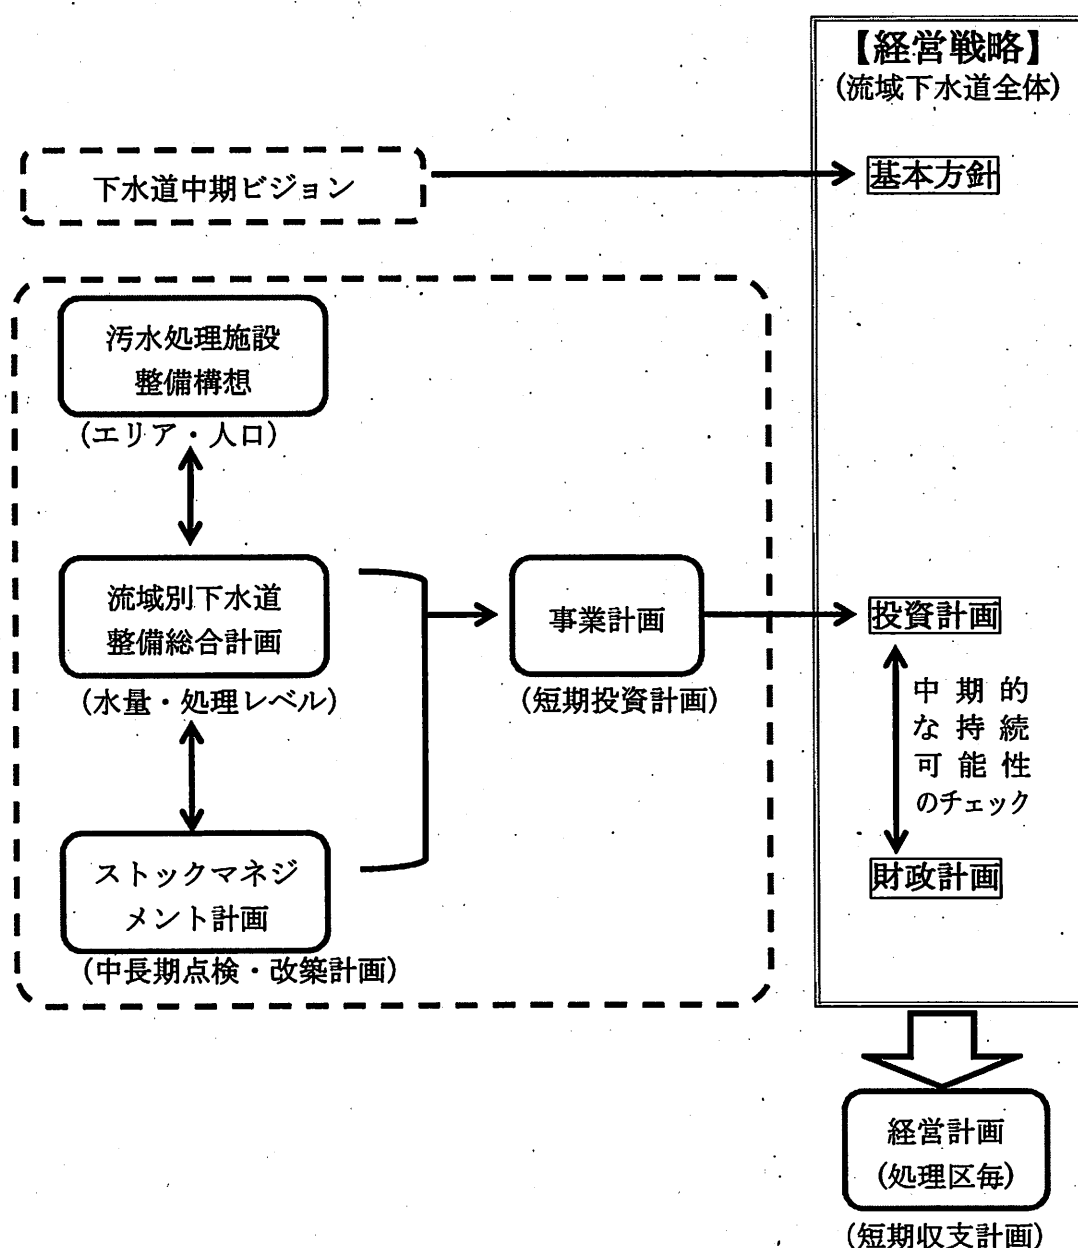 【経営戦略】
(流域下水道全体)
下水道中期ビジョン
基本方針
汚水処理施設
整備構想
(エリア・人口)
流域別下水道
整備総合計画
(水量・処理レベル)
ストックマネジ
メント計画
(中長期点検・改築計画)
事業計画
(短期投資計画)
投資計画
中期的
な持続
可能性
のチェック
財政計画
経営計画
(処理区毎)
(短期収支計画)